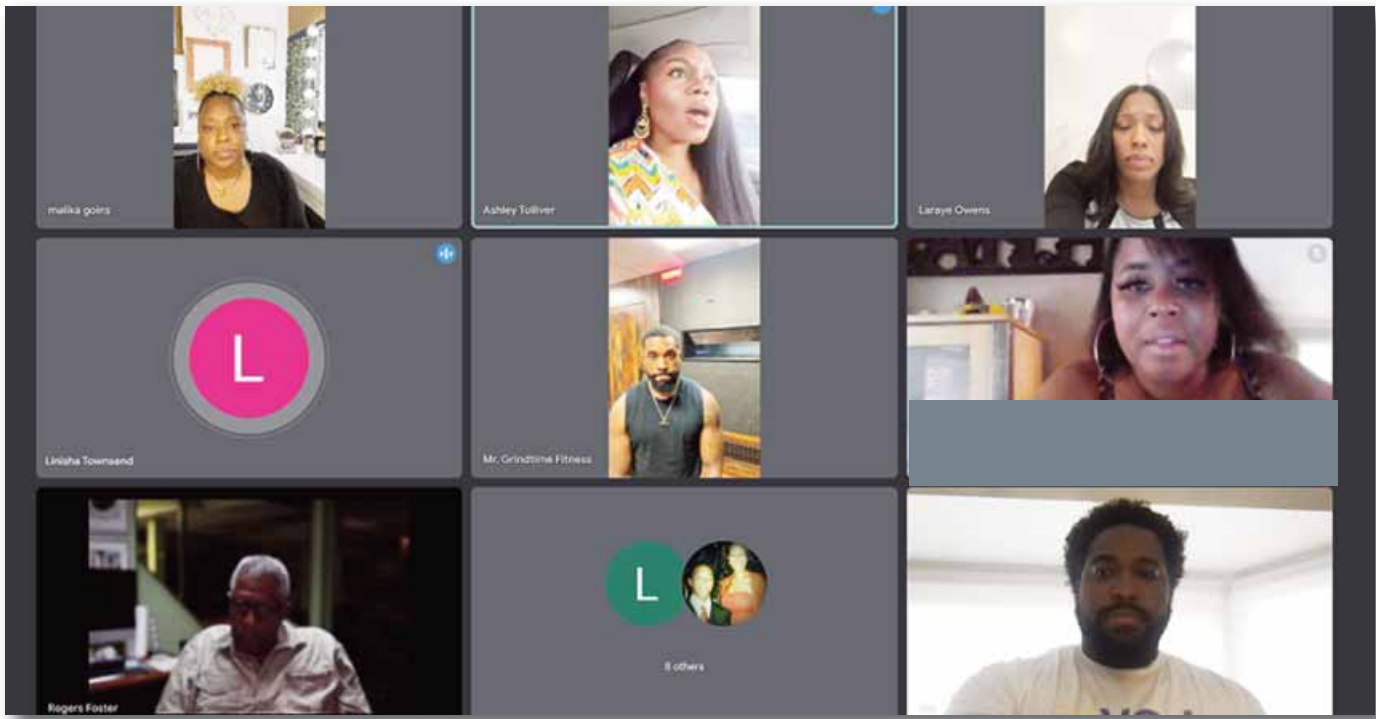 malika goins
Ashley Tolliver
Laraye Owens
L
Linisha Townsend
Mr. Grindtime Fitness
Rogers Foster
L
8 others